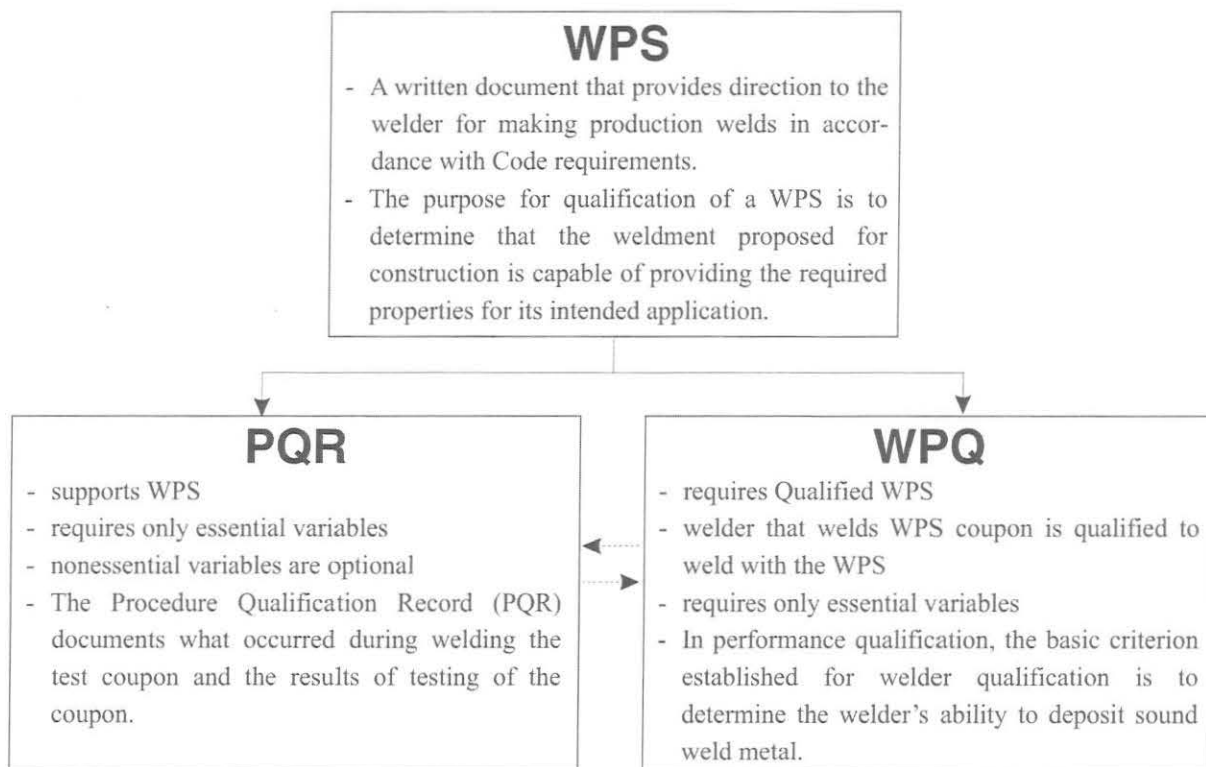 WPS
- A written document that provides direction to the
welder for making production welds in accor-
dance with Code requirements.
- The purpose for qualification of a WPS is to
determine that the weldment proposed for
construction is capable of providing the required
properties for its intended application.
PQR
- supports WPS
- requires only essential variables
- nonessential variables are optional
- The Procedure Qualification Record (PQR)
documents what occurred during welding the
test coupon and the results of testing of the
coupon.
WPQ
- requires Qualified WPS
- welder that welds WPS coupon is qualified to
weld with the WPS
- requires only essential variables
- In performance qualification, the basic criterion
established for welder qualification is to
determine the welder's ability to deposit sound
weld metal.